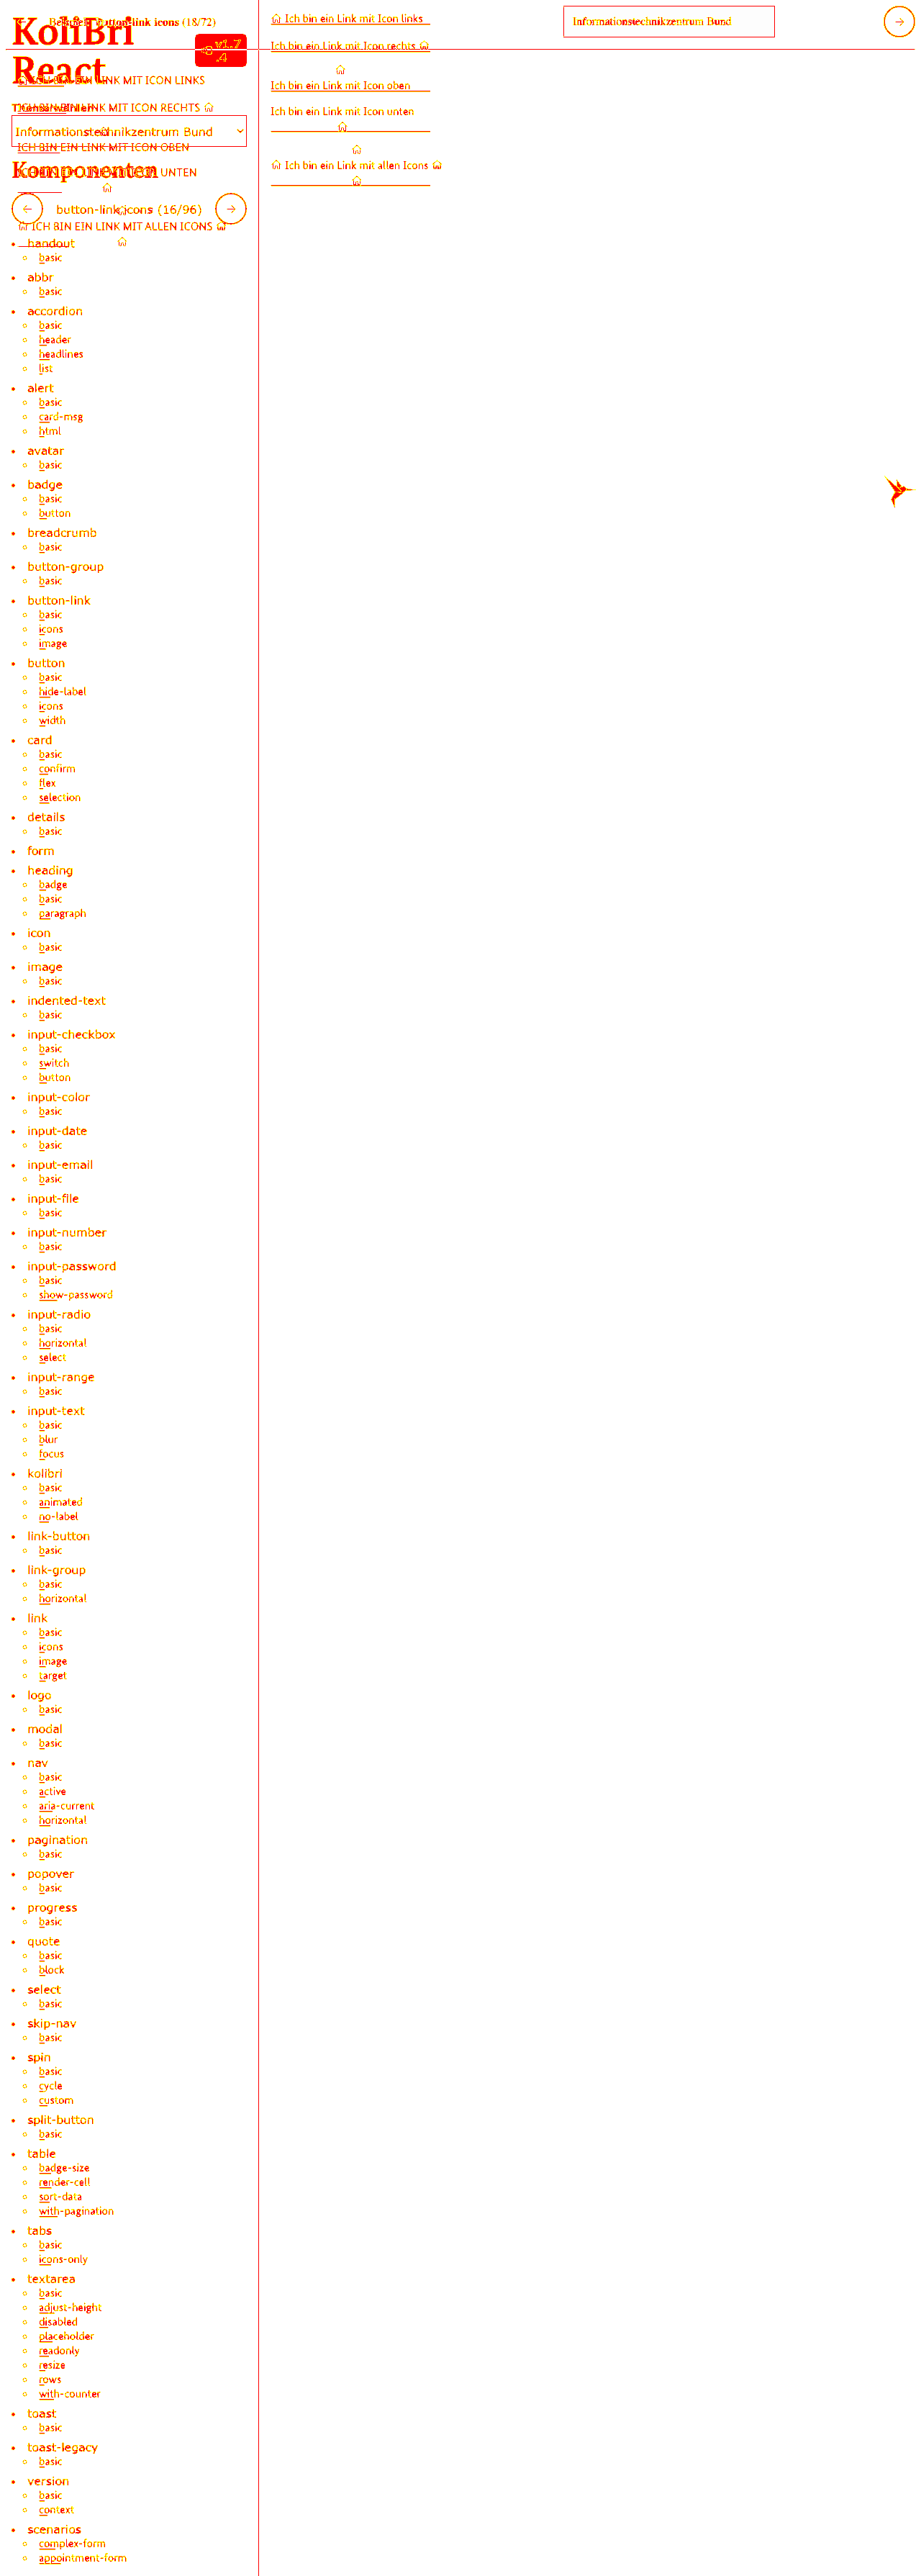 KoliBri
React
Beispiel: button-link icons (18/72)
v1.7
.4
Ich bin ein Link mit Icon links
Informationstechnikzentrum Bund
Ich bin ein Link mit Icon rechts
Ich bin ein Link mit Icon oben
Ich bin ein Link mit Icon unten
Ich bin ein Link mit allen Icons
ICH BIN EIN LINK MIT ICON LINKS
ICH BIN EIN LINK MIT ICON RECHTS
Informationstechnikzentrum Bund
ICH BIN EIN LINK MIT ICON OBEN
Komponenten
ICH BIN EIN LINK MIT ICON UNTEN
button-link icons (16/96)
ICH BIN EIN LINK MIT ALLEN ICONS
handout
basic
abbr
basic
accordion
basic
header
headlines
list
alert
basic
card-msg
html
avatar
basic
badge
basic
button
breadcrumb
basic
button-group
basic
button-link
basic
icons
image
button
basic
hide-label
icons
width
card
basic
confirm
flex
selection
details
basic
form
heading
badge
basic
paragraph
icon
basic
image
basic
indented-text
basic
input-checkbox
basic
switch
button
input-color
basic
input-date
basic
input-email
basic
input-file
basic
input-number
basic
input-password
basic
show-password
input-radio
basic
horizontal
select
input-range
basic
input-text
basic
blur
focus
kolibri
basic
animated
no-label
link-button
basic
link-group
basic
horizontal
link
basic
icons
image
target
logo
basic
modal
basic
nav
basic
active
aria-current
horizontal
pagination
basic
popover
basic
progress
basic
quote
basic
block
select
basic
skip-nav
basic
spin
basic
cycle
custom
split-button
basic
table
badge-size
render-cell
sort-data
with-pagination
tabs
basic
icons-only
textarea
basic
adjust-height
disabled
placeholder
readonly
resize
rows
with-counter
toast
basic
toast-legacy
basic
version
basic
context
scenarios
complex-form
appointment-form